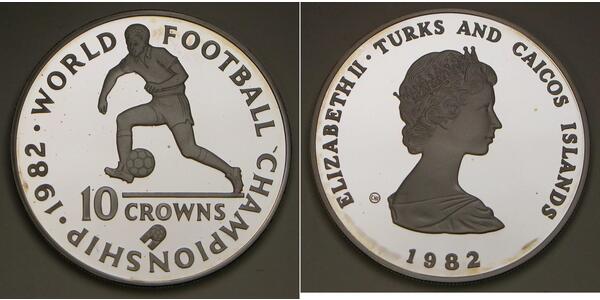 1982 · WORLD FOOTBALL CHAMPIONSHIP ·
10 CROWNS
ELIZABETH II · TURKS AND CAICOS ISLANDS
1982